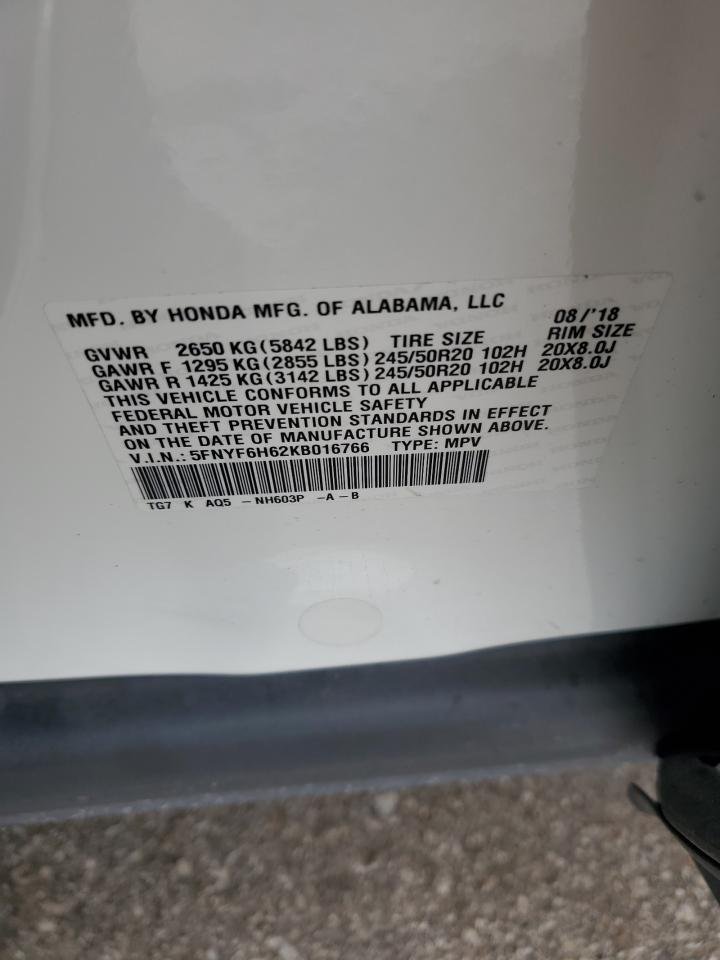 MFD. BY HONDA MFG. OF ALABAMA, LLC 08/'18
GVWR 2650 KG(5842 LBS) TIRE SIZE RIM SIZE
GAWR F 1295 KG(2855 LBS) 245/50R20 102H 20X8.0J
GAWR R 1425 KG(3142 LBS) 245/50R20 102H 20X8.0J
THIS VEHICLE CONFORMS TO ALL APPLICABLE
FEDERAL MOTOR VEHICLE SAFETY
AND THEFT PREVENTION STANDARDS IN EFFECT
ON THE DATE OF MANUFACTURE SHOWN ABOVE.
V.I.N.: 5FNYF6H62KB016766 TYPE: MPV
TG7 K AQ5 -NH603P -A-B